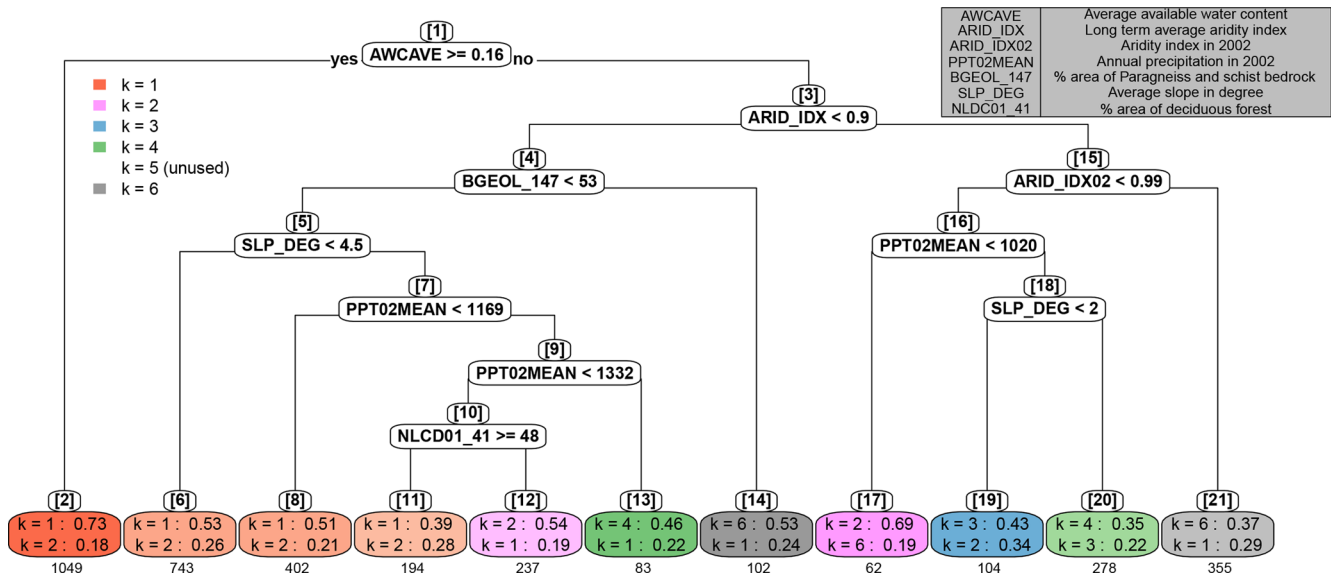 [1]
AWCAVE >= 0.16
yes
no
k = 1
k = 2
k = 3
k = 4
k = 5 (unused)
k = 6
AWCAVE Average available water content
ARID_IDX Long term average aridity index
ARID_IDX02 Aridity index in 2002
PPT02MEAN Annual precipitation in 2002
BGEOL_147 % area of Paragneiss and schist bedrock
SLP_DEG Average slope in degree
NLDC01_41 % area of deciduous forest
[3]
ARID_IDX < 0.9
[4]
BGEOL_147 < 53
[15]
ARID_IDX02 < 0.99
[5]
SLP_DEG < 4.5
[16]
PPT02MEAN < 1020
[7]
PPT02MEAN < 1169
[18]
SLP_DEG < 2
[9]
PPT02MEAN < 1332
[10]
NLCD01_41 >= 48
[2]
k = 1 : 0.73
k = 2 : 0.18
1049
[6]
k = 1 : 0.53
k = 2 : 0.26
743
[8]
k = 1 : 0.51
k = 2 : 0.21
402
[11]
k = 1 : 0.39
k = 2 : 0.28
194
[12]
k = 2 : 0.54
k = 1 : 0.19
237
[13]
k = 4 : 0.46
k = 1 : 0.22
83
[14]
k = 6 : 0.53
k = 1 : 0.24
102
[17]
k = 2 : 0.69
k = 6 : 0.19
62
[19]
k = 3 : 0.43
k = 2 : 0.34
104
[20]
k = 4 : 0.35
k = 3 : 0.22
278
[21]
k = 6 : 0.37
k = 1 : 0.29
355